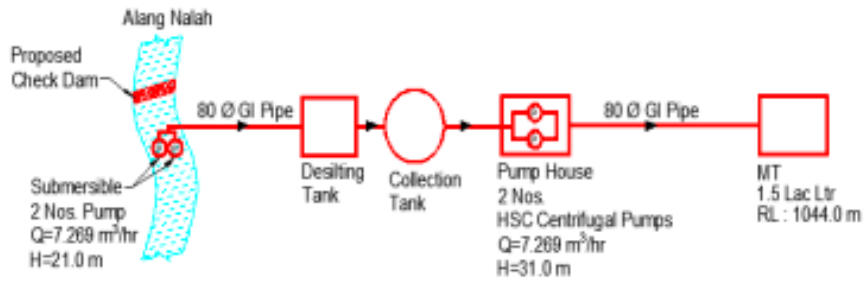 Alang Nalah
Proposed
Check Dam
80 Ø GI Pipe
80 Ø GI Pipe
Submersible
2 Nos. Pump
Q=7.269 m³/hr
H=21.0 m
Desilting
Tank
Collection
Tank
Pump House
2 Nos.
HSC Centrifugal Pumps
Q=7.269 m³/hr
H=31.0 m
MT
1.5 Lac Ltr
RL : 1044.0 m